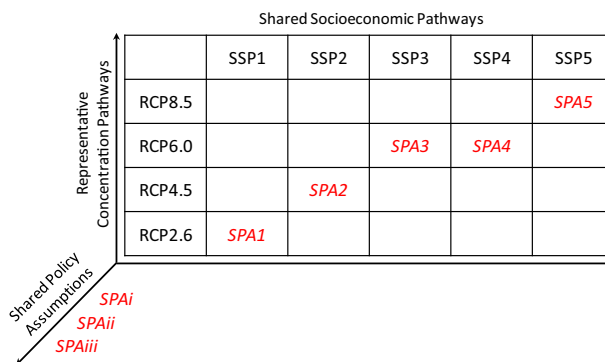 Shared Socioeconomic Pathways
Representative
Concentration Pathways
SSP1 SSP2 SSP3 SSP4 SSP5
RCP8.5 SPA5
RCP6.0 SPA3 SPA4
RCP4.5 SPA2
RCP2.6 SPA1
Shared Policy
Assumptions
SPAi
SPAii
SPAiii